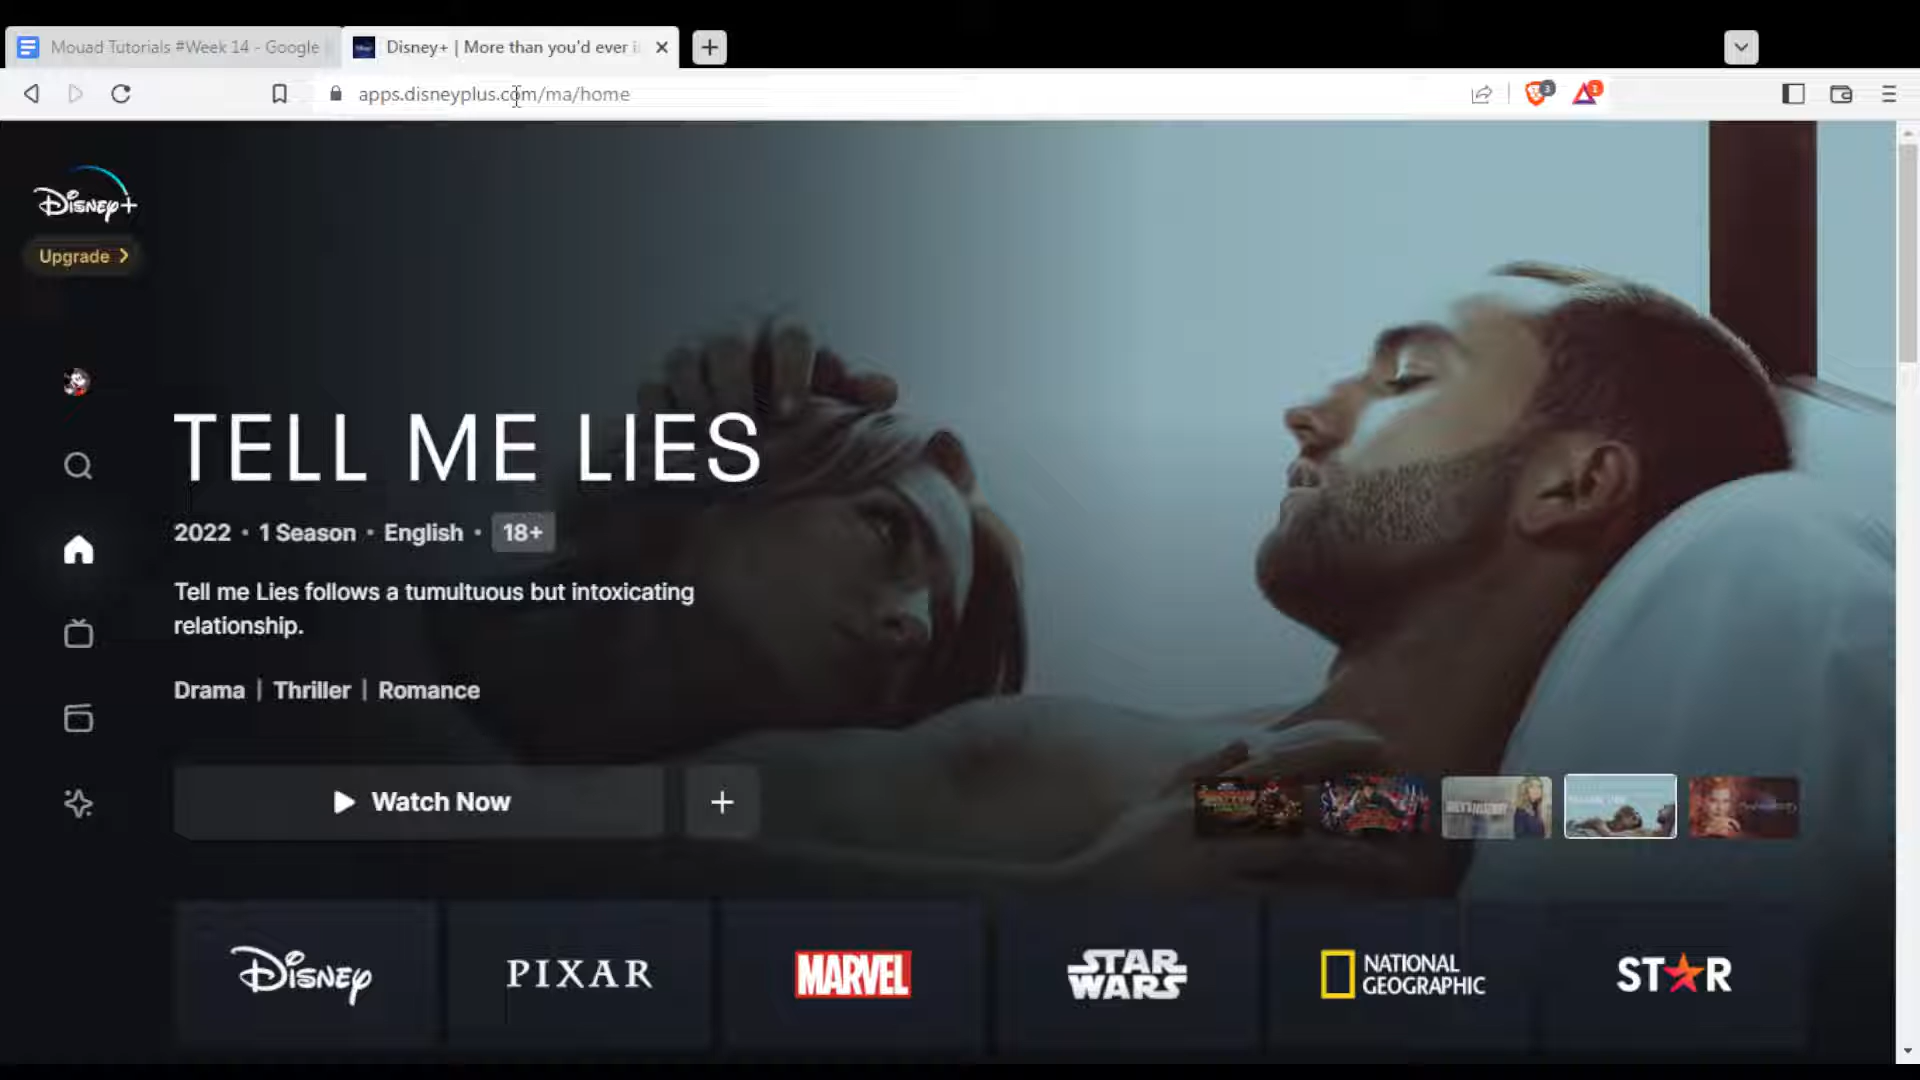 Mouad Tutorials #Week 14 - Google
Disney+ | More than you'd ever i
apps.disneyplus.com/ma/home
3
1
Disney+
Upgrade
TELL ME LIES
2022 • 1 Season • English • 18+
Tell me Lies follows a tumultuous but intoxicating
relationship.
Drama | Thriller | Romance
Watch Now
Disney
PIXAR
MARVEL
STAR
WARS
NATIONAL
GEOGRAPHIC
STAR